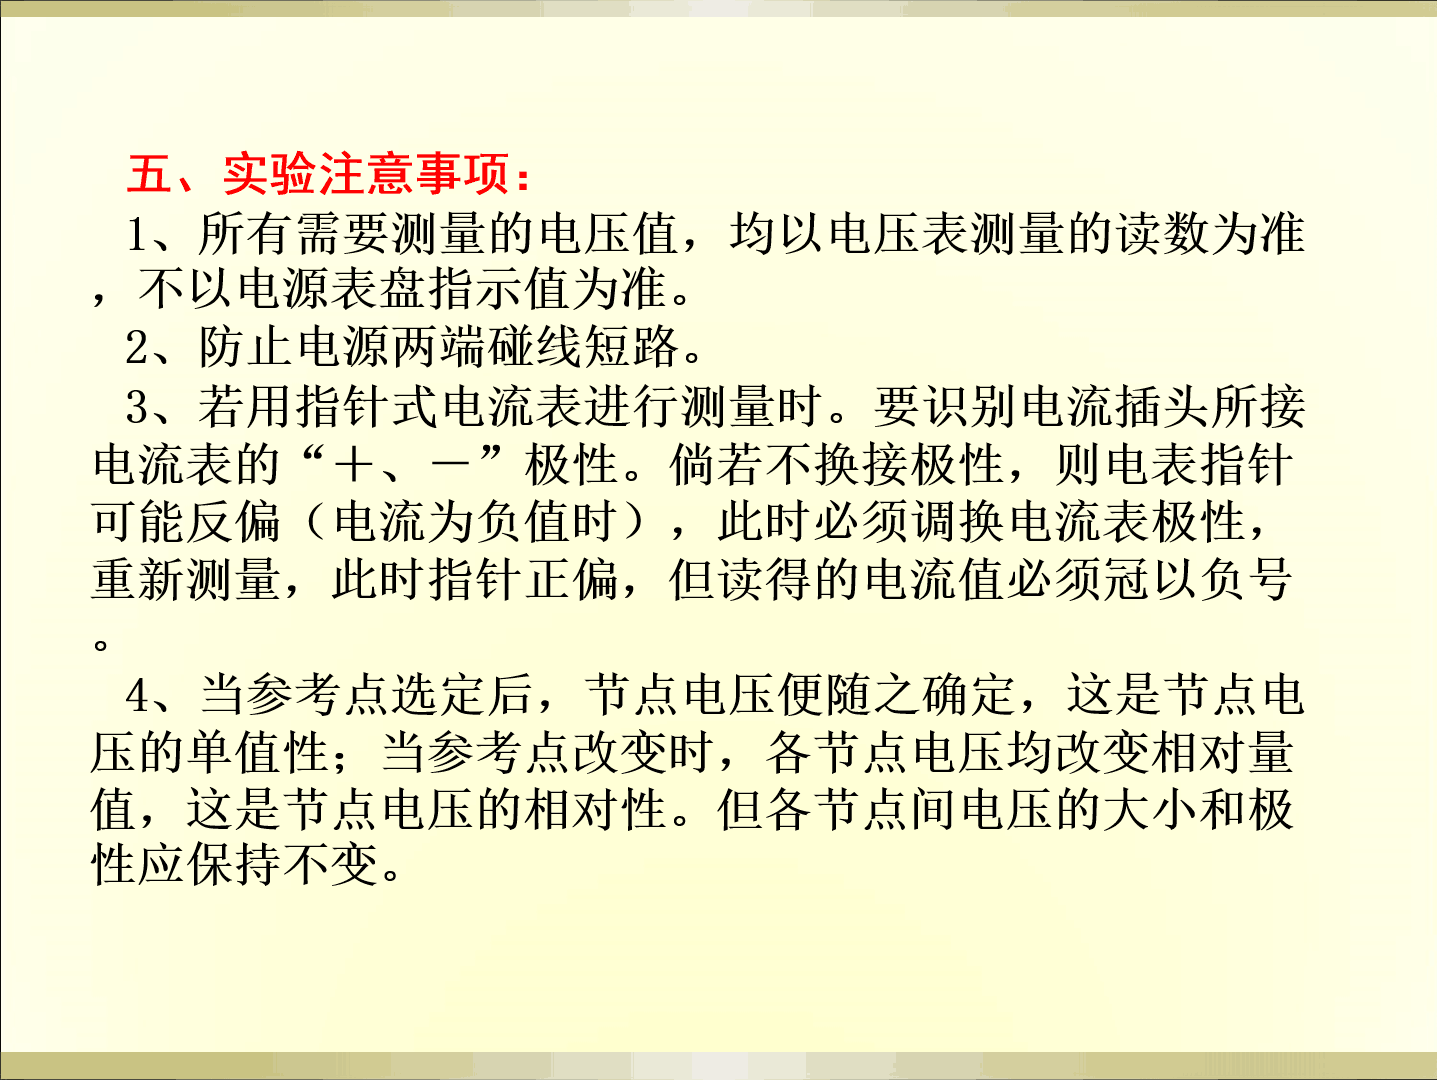 五、实验注意事项：
1、所有需要测量的电压值，均以电压表测量的读数为准
，不以电源表盘指示值为准。
2、防止电源两端碰线短路。
3、若用指针式电流表进行测量时。要识别电流插头所接
电流表的“＋、－”极性。倘若不换接极性，则电表指针
可能反偏（电流为负值时），此时必须调换电流表极性，
重新测量，此时指针正偏，但读得的电流值必须冠以负号
。
4、当参考点选定后，节点电压便随之确定，这是节点电
压的单值性；当参考点改变时，各节点电压均改变相对量
值，这是节点电压的相对性。但各节点间电压的大小和极
性应保持不变。